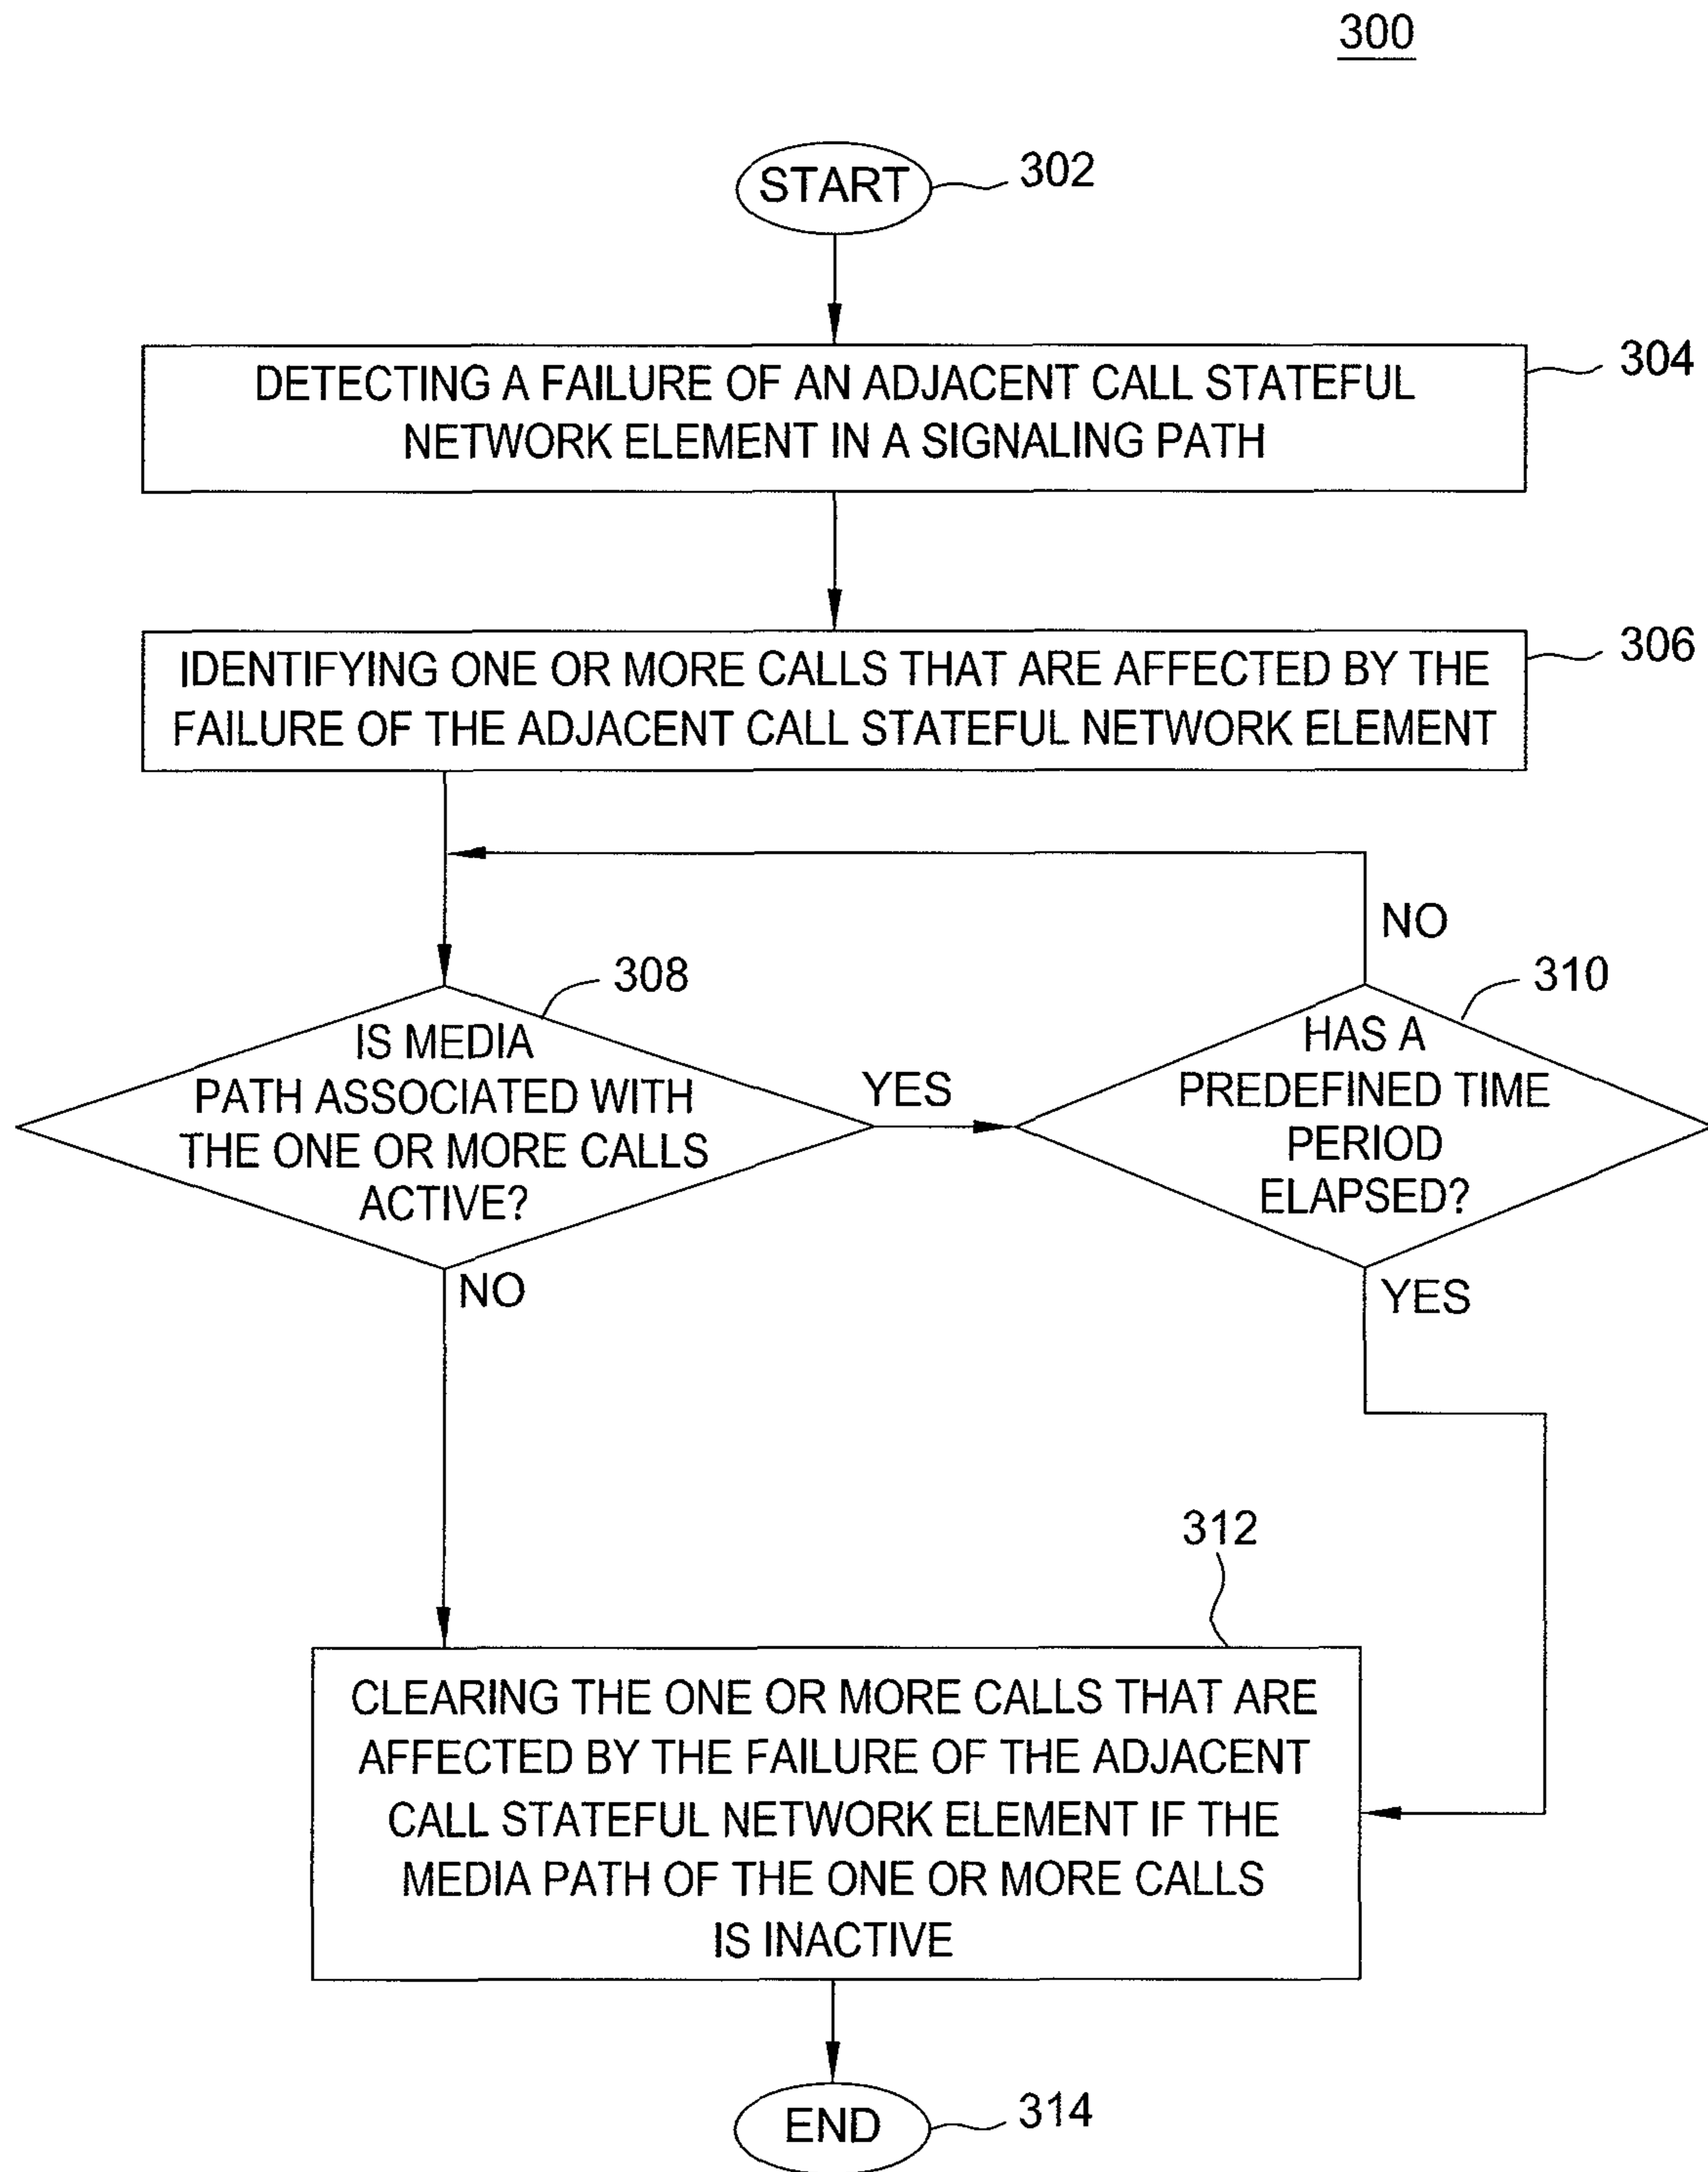 300
START
302
DETECTING A FAILURE OF AN ADJACENT CALL STATEFUL
NETWORK ELEMENT IN A SIGNALING PATH
304
IDENTIFYING ONE OR MORE CALLS THAT ARE AFFECTED BY THE
FAILURE OF THE ADJACENT CALL STATEFUL NETWORK ELEMENT
306
308
IS MEDIA
PATH ASSOCIATED WITH
THE ONE OR MORE CALLS
ACTIVE?
YES
NO
NO
310
HAS A
PREDEFINED TIME
PERIOD
ELAPSED?
YES
312
CLEARING THE ONE OR MORE CALLS THAT ARE
AFFECTED BY THE FAILURE OF THE ADJACENT
CALL STATEFUL NETWORK ELEMENT IF THE
MEDIA PATH OF THE ONE OR MORE CALLS
IS INACTIVE
END
314